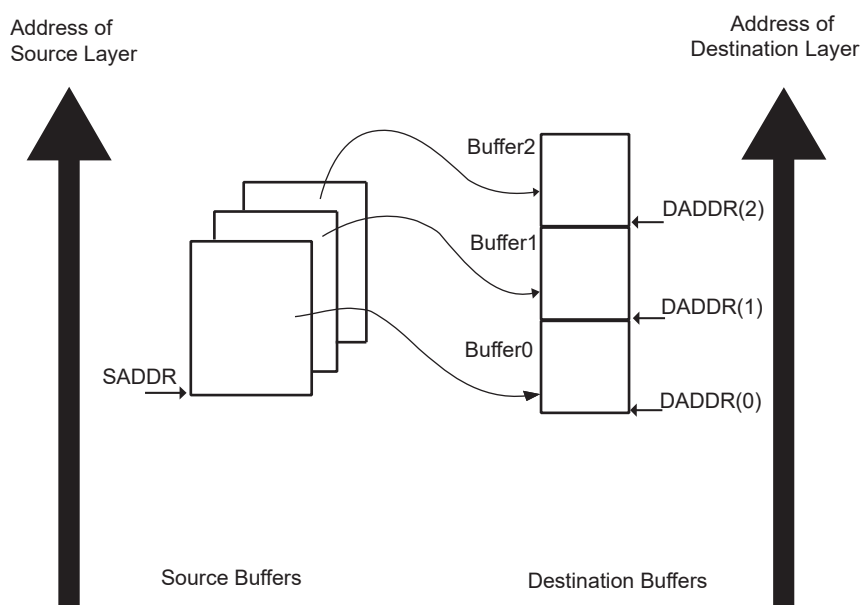 Address of
Source Layer
Address of
Destination Layer
Buffer2
DADDR(2)
Buffer1
DADDR(1)
Buffer0
SADDR
DADDR(0)
Source Buffers
Destination Buffers